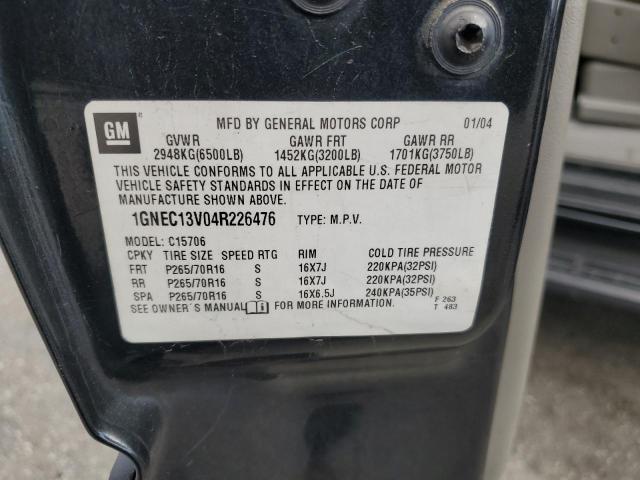 GM ®
MFD BY GENERAL MOTORS CORP 01/04
GVWR GAWR FRT GAWR RR
2948KG(6500LB) 1452KG(3200LB) 1701KG(3750LB)
THIS VEHICLE CONFORMS TO ALL APPLICABLE U.S. FEDERAL MOTOR
VEHICLE SAFETY STANDARDS IN EFFECT ON THE DATE OF
MANUFACTURE SHOWN ABOVE.
1GNEC13V04R226476 TYPE: M.P.V.
MODEL: C15706
CPKY TIRE SIZE SPEED RTG RIM COLD TIRE PRESSURE
FRT P265/70R16 S 16X7J 220KPA(32PSI)
RR P265/70R16 S 16X7J 220KPA(32PSI)
SPA P265/70R16 S 16X6.5J 240KPA(35PSI)
SEE OWNER'S MANUAL FOR MORE INFORMATION.
F 263
T 483